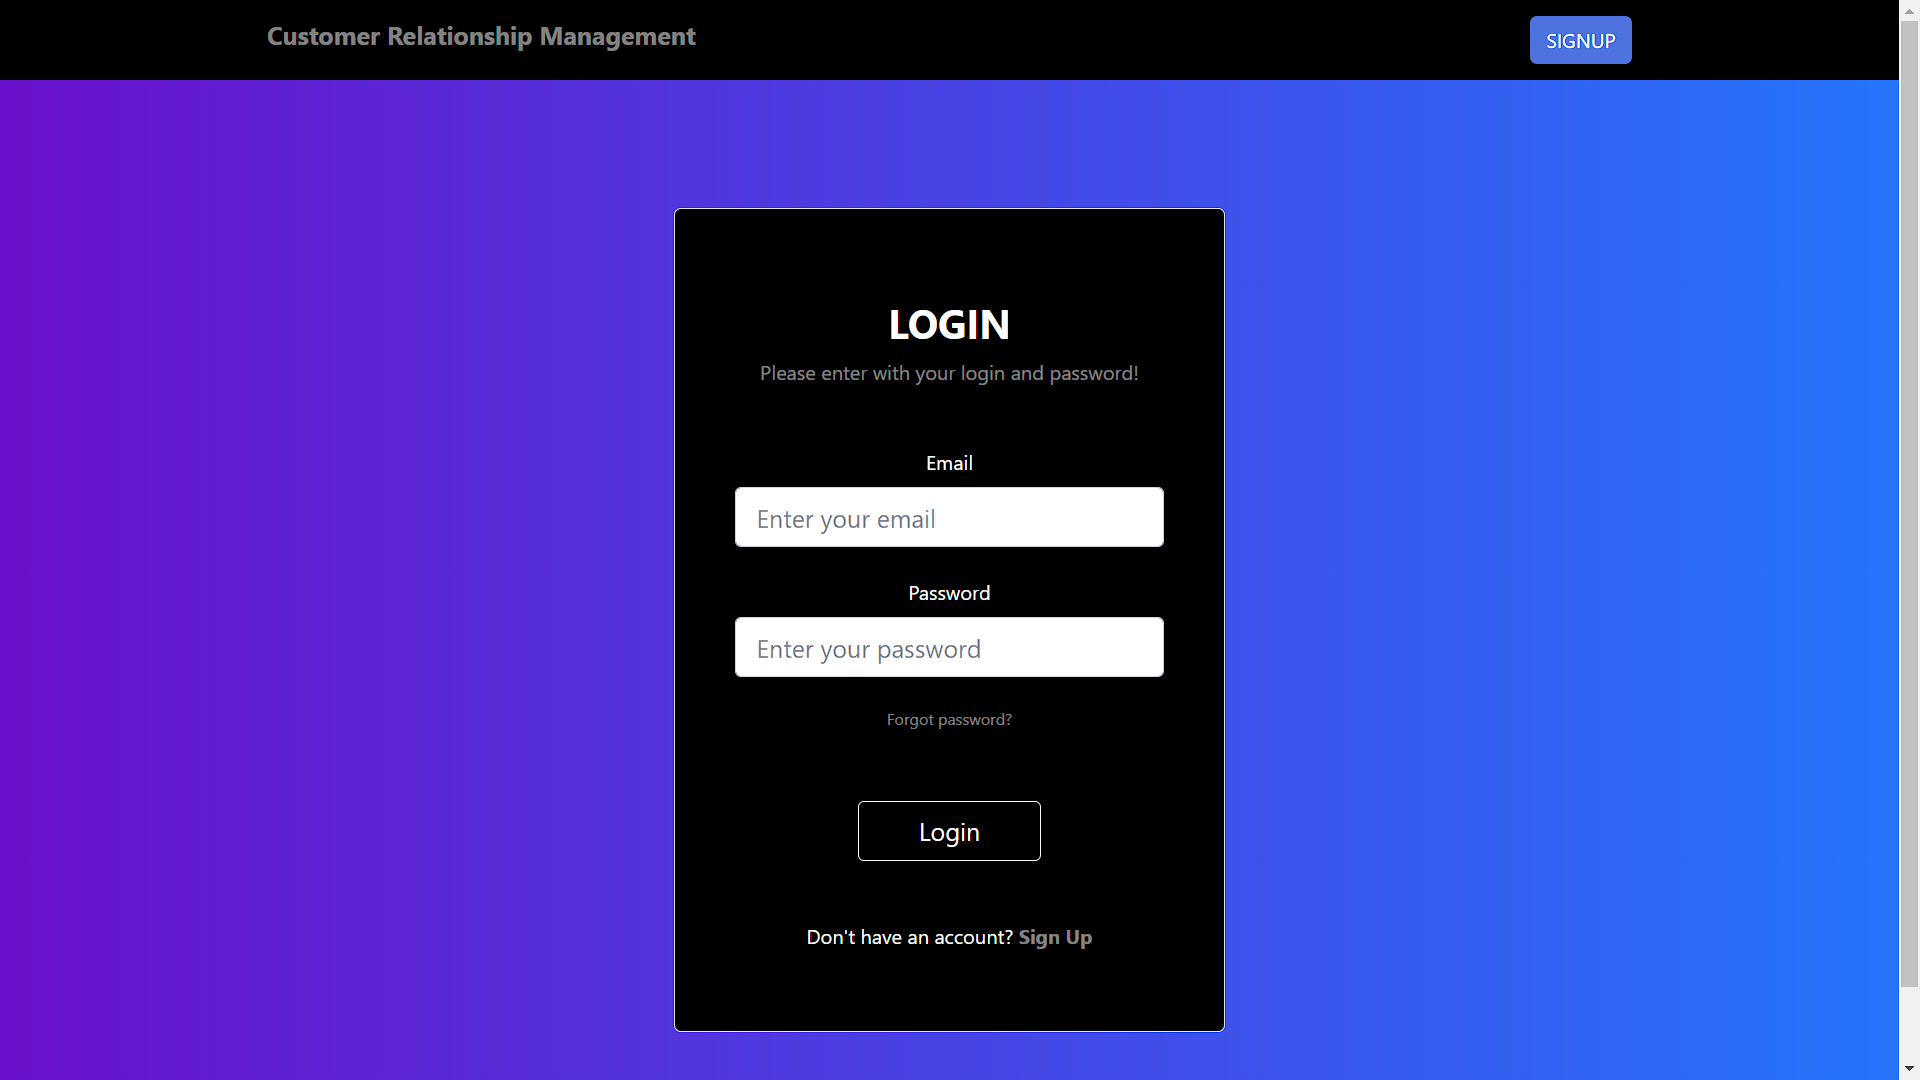 Customer Relationship Management
SIGNUP
LOGIN
Please enter with your login and password!
Email
Enter your email
Password
Enter your password
Forgot password?
Login
Don't have an account? Sign Up